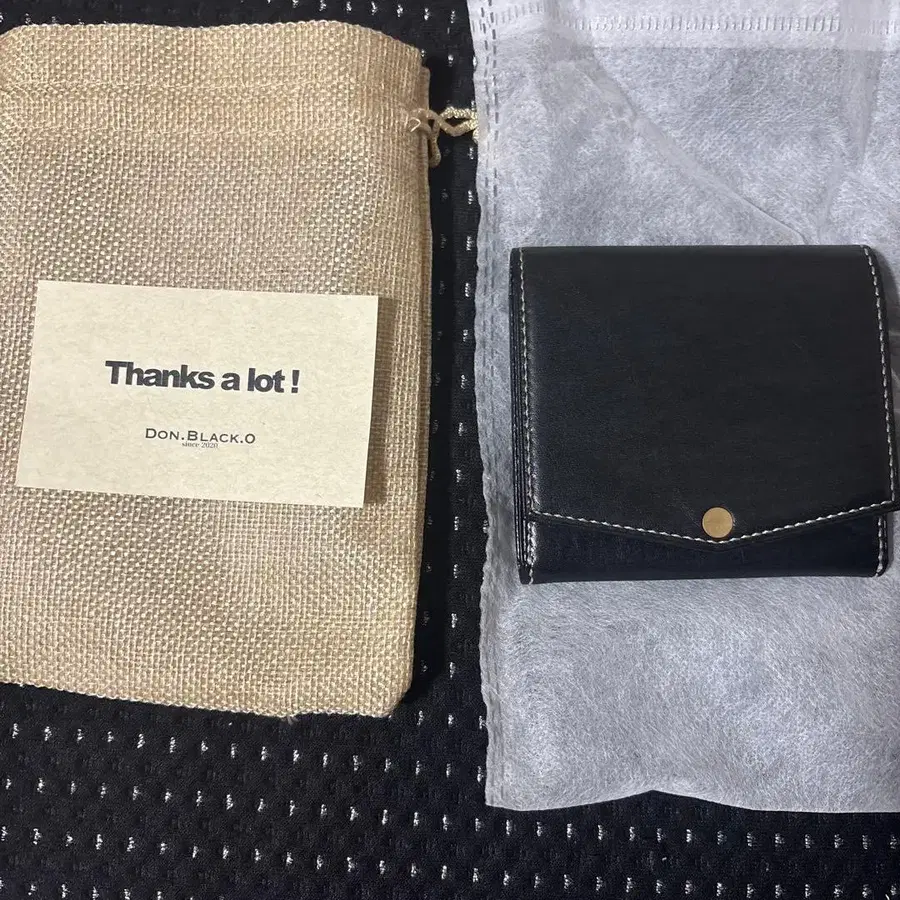 Thanks a lot !
DON.BLACK.O
since 2020